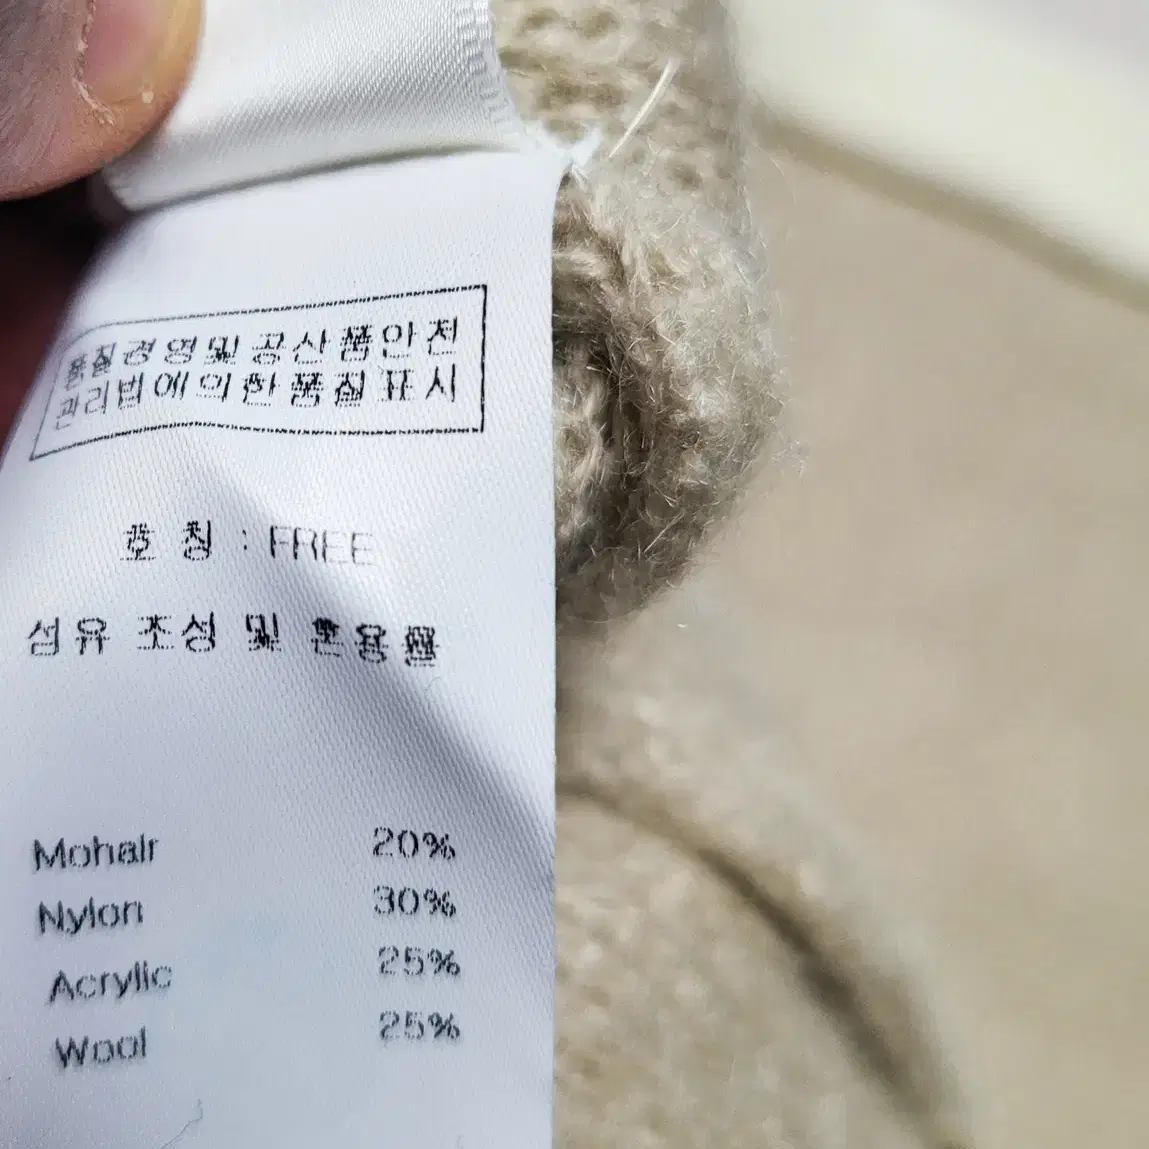 품질경영및 공산품안전
관리법에의한품질표시
호 칭 : FREE
섬유 조성 및 혼용률
Mohair 20%
Nylon 30%
Acrylic 25%
Wool 25%